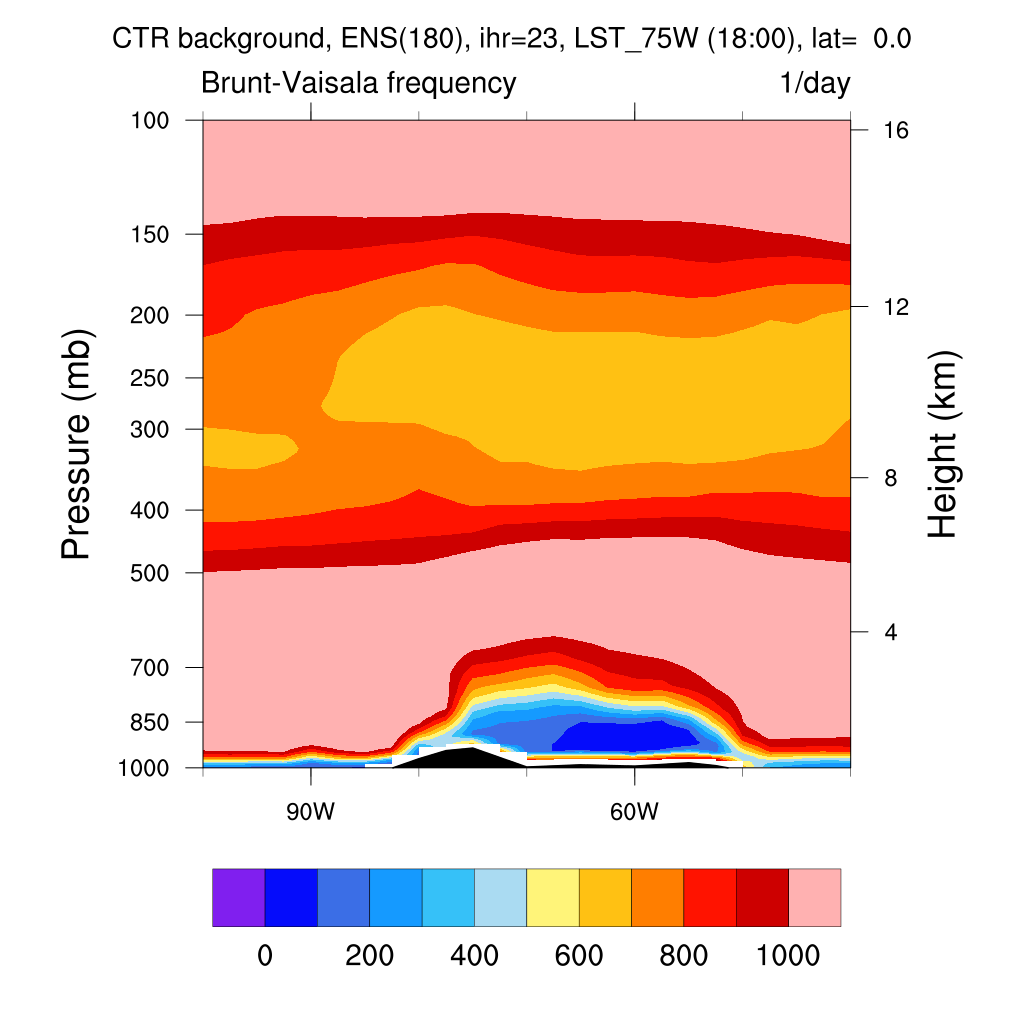 CTR background, ENS(180), ihr=23, LST_75W (18:00), lat= 0.0
Brunt-Vaisala frequency 1/day
100
150
200
250
300
400
500
700
850
1000
Pressure (mb)
16
12
8
4
Height (km)
90W 60W
0 200 400 600 800 1000